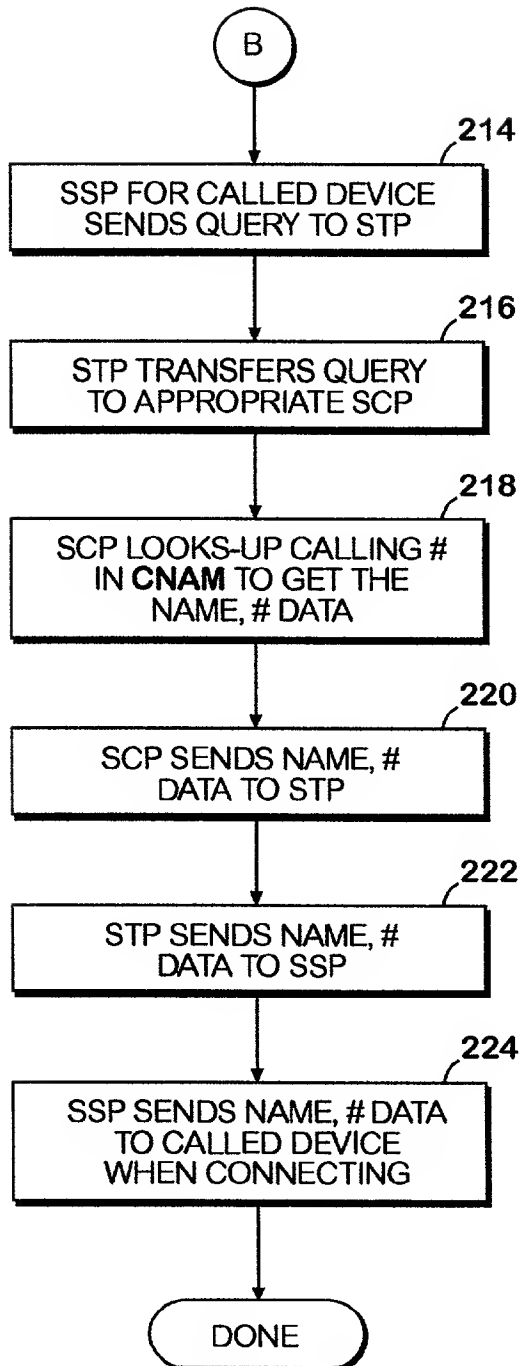 B
214
SSP FOR CALLED DEVICE
SENDS QUERY TO STP
216
STP TRANSFERS QUERY
TO APPROPRIATE SCP
218
SCP LOOKS-UP CALLING #
IN CNAM TO GET THE
NAME, # DATA
220
SCP SENDS NAME, #
DATA TO STP
222
STP SENDS NAME, #
DATA TO SSP
224
SSP SENDS NAME, # DATA
TO CALLED DEVICE
WHEN CONNECTING
DONE